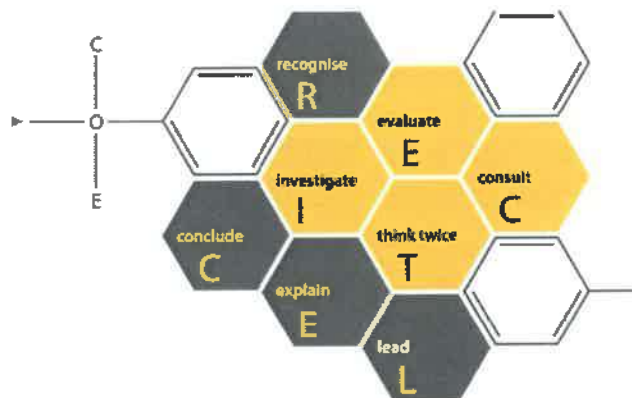 C
O
E
recognise
R
evaluate
E
investigate
I
consult
C
conclude
C
think twice
T
explain
E
lead
L